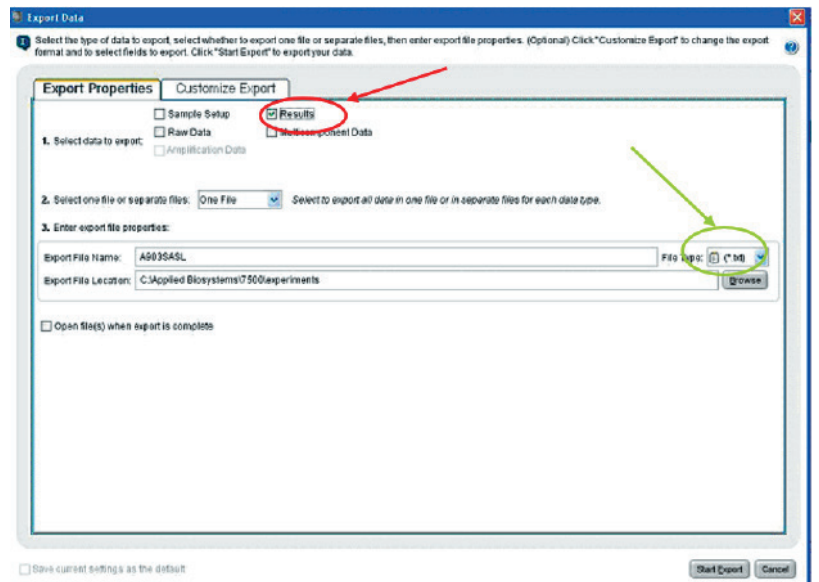 Export Data
Select the type of data to export, select whether to export one file or separate files, then enter export file properties. (Optional) Click "Customize Export" to change the export
format and to select fields to export. Click "Start Export" to export your data.
Export Properties Customize Export
Sample Setup Results
1. Select data to export: Raw Data Multicomponent Data
Amplification Data
2. Select one file or separate files: One File Select to export all data in one file or in separate files for each data type.
3. Enter export file properties:
Export File Name: A903SASL File Type: (*.txt)
Export File Location: C:\Applied Biosystems\7500\experiments Browse
Open file(s) when export is complete
Save current settings as the default Start Export Cancel